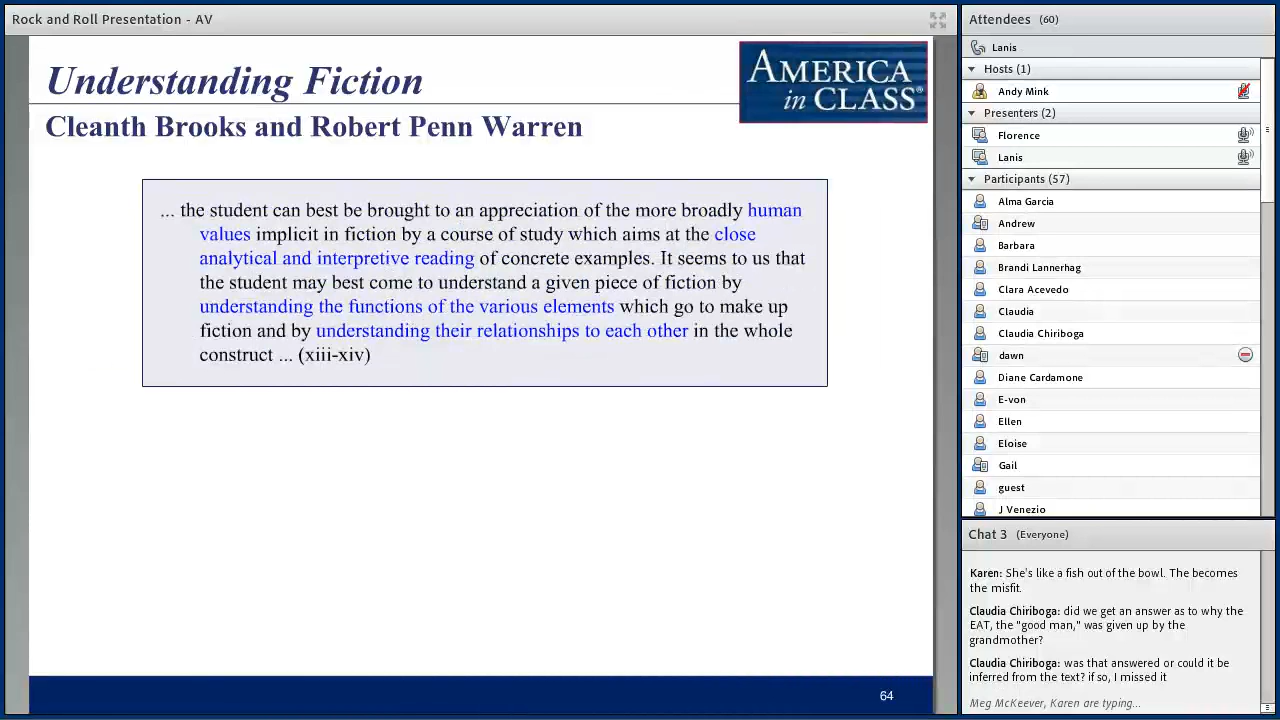 Rock and Roll Presentation - AV
Understanding Fiction
AMERICA
in CLASS®
Cleanth Brooks and Robert Penn Warren
... the student can best be brought to an appreciation of the more broadly human
values implicit in fiction by a course of study which aims at the close
analytical and interpretive reading of concrete examples. It seems to us that
the student may best come to understand a given piece of fiction by
understanding the functions of the various elements which go to make up
fiction and by understanding their relationships to each other in the whole
construct ... (xiii-xiv)
64
Attendees (60)
Lanis
Hosts (1)
Andy Mink
Presenters (2)
Florence
Lanis
Participants (57)
Alma Garcia
Andrew
Barbara
Brandi Lannerhag
Clara Acevedo
Claudia
Claudia Chiriboga
dawn
Diane Cardamone
E-von
Ellen
Eloise
Gail
guest
J Venezio
Chat 3 (Everyone)
Karen: She's like a fish out of the bowl. The becomes
the misfit.
Claudia Chiriboga: did we get an answer as to why the
EAT, the "good man," was given up by the
grandmother?
Claudia Chiriboga: was that answered or could it be
inferred from the text? if so, I missed it
Meg McKeever, Karen are typing...